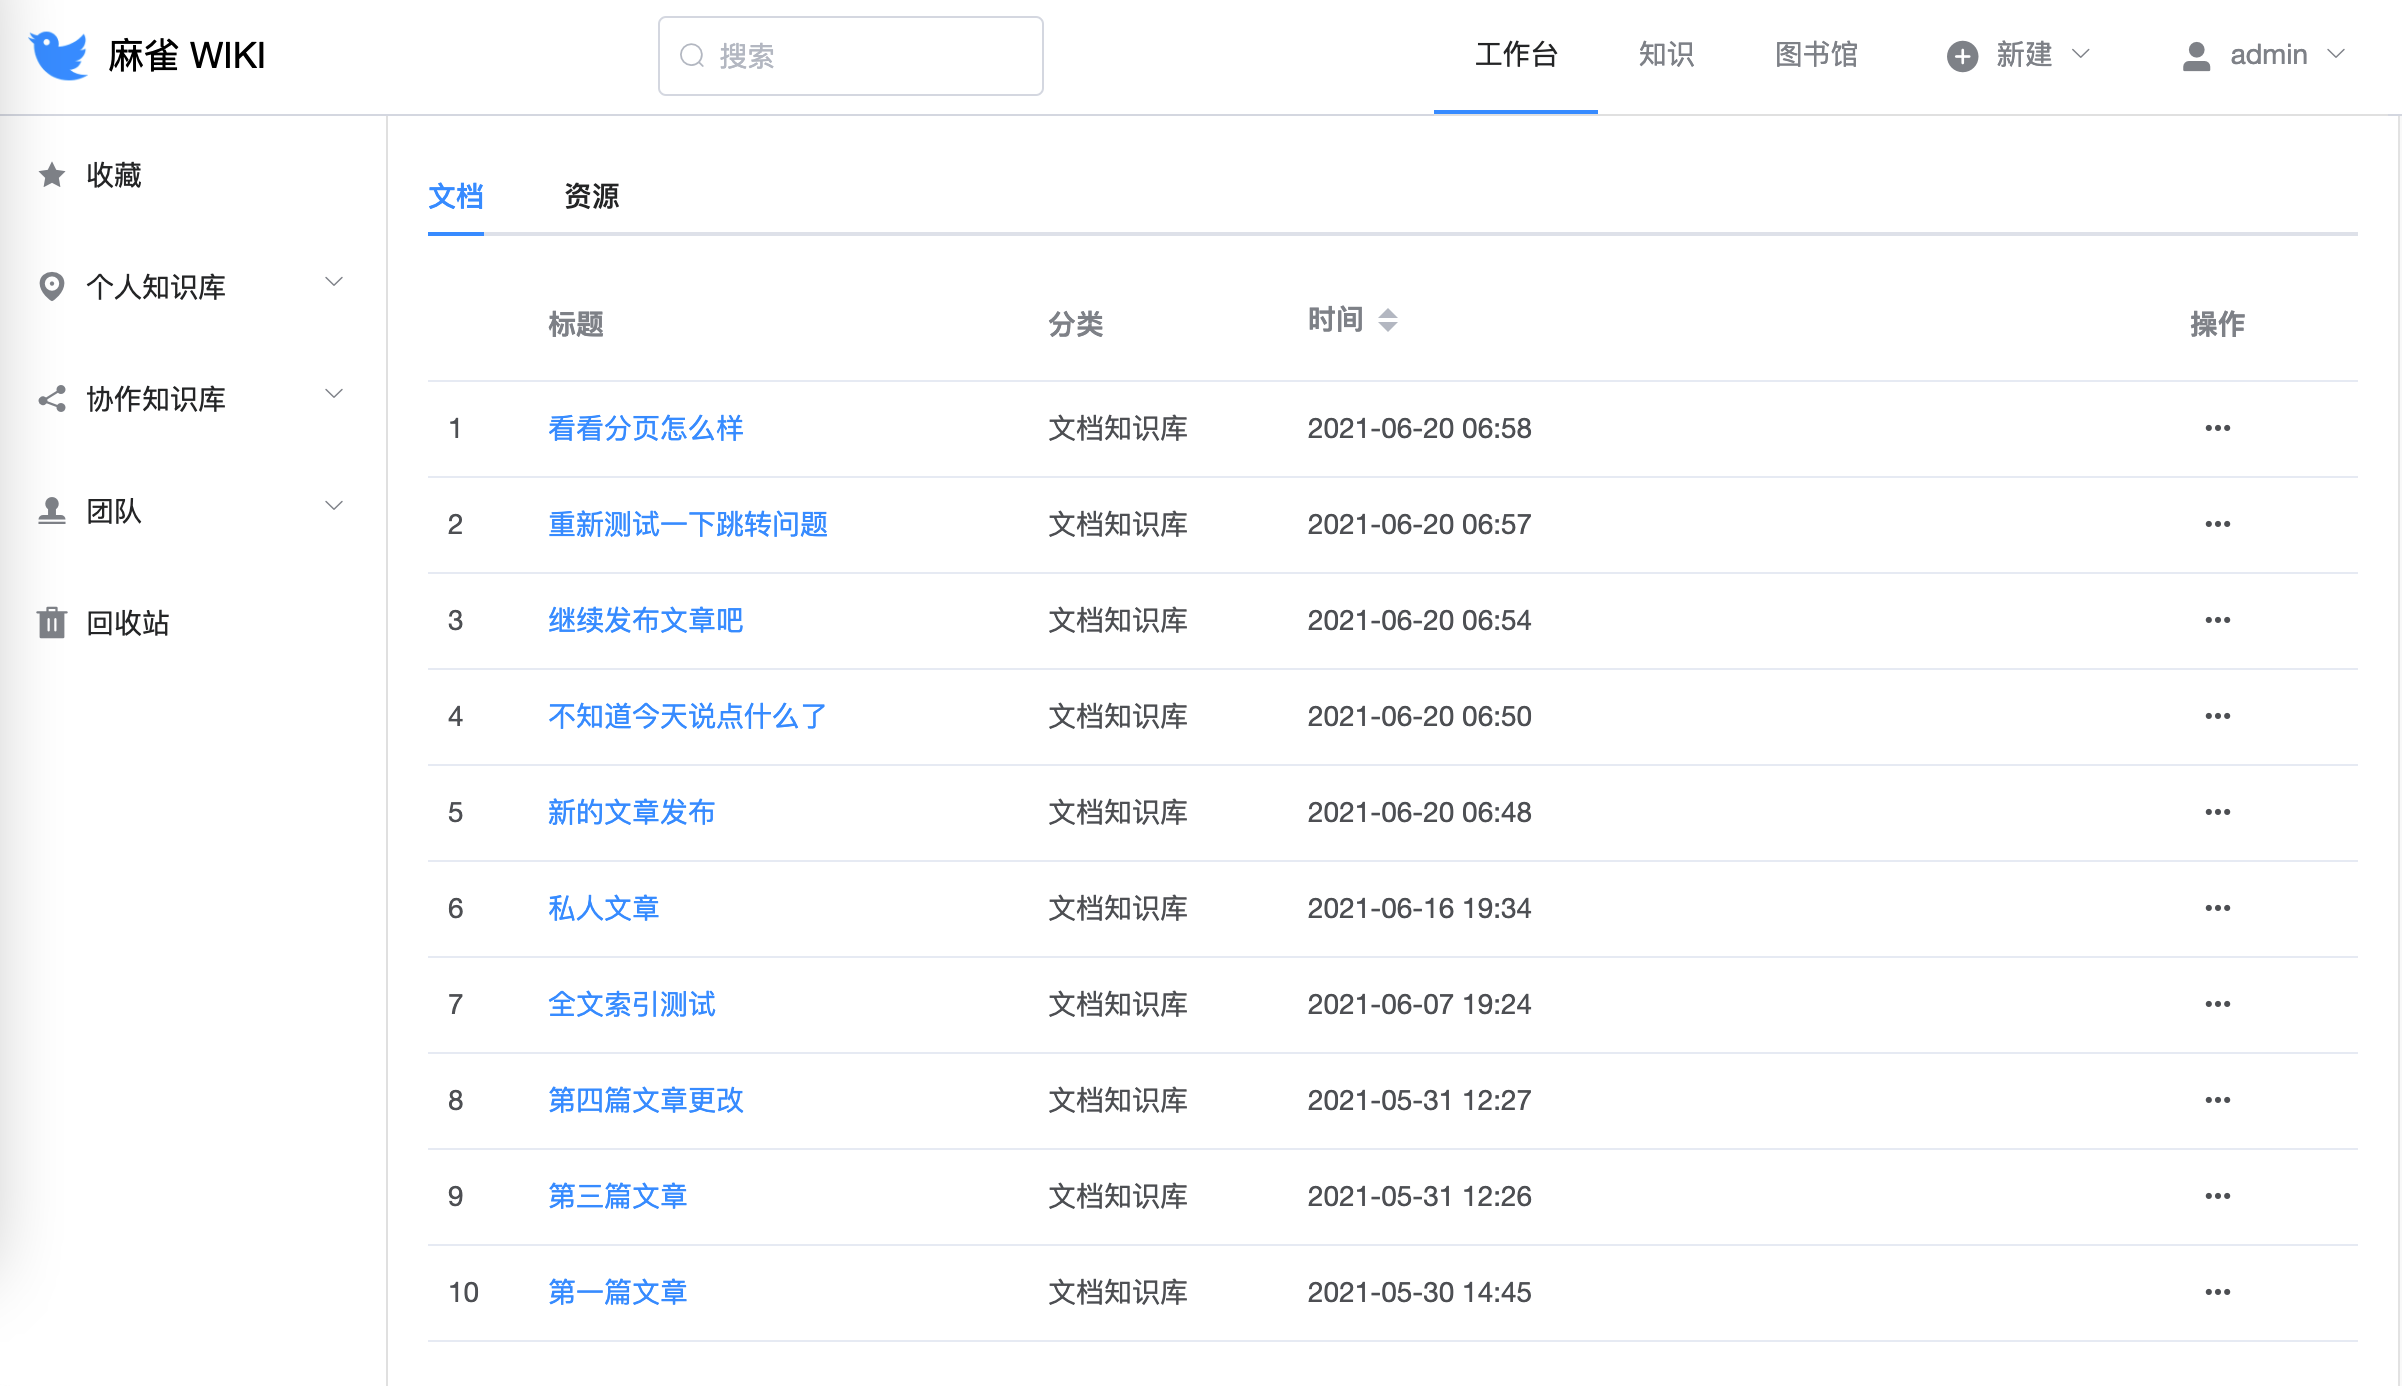 麻雀 WIKI
搜索
工作台 知识 图书馆 新建 admin
收藏
个人知识库
协作知识库
团队
回收站
文档 资源
标题 分类 时间 操作
1 看看分页怎么样 文档知识库 2021-06-20 06:58
2 重新测试一下跳转问题 文档知识库 2021-06-20 06:57
3 继续发布文章吧 文档知识库 2021-06-20 06:54
4 不知道今天说点什么了 文档知识库 2021-06-20 06:50
5 新的文章发布 文档知识库 2021-06-20 06:48
6 私人文章 文档知识库 2021-06-16 19:34
7 全文索引测试 文档知识库 2021-06-07 19:24
8 第四篇文章更改 文档知识库 2021-05-31 12:27
9 第三篇文章 文档知识库 2021-05-31 12:26
10 第一篇文章 文档知识库 2021-05-30 14:45